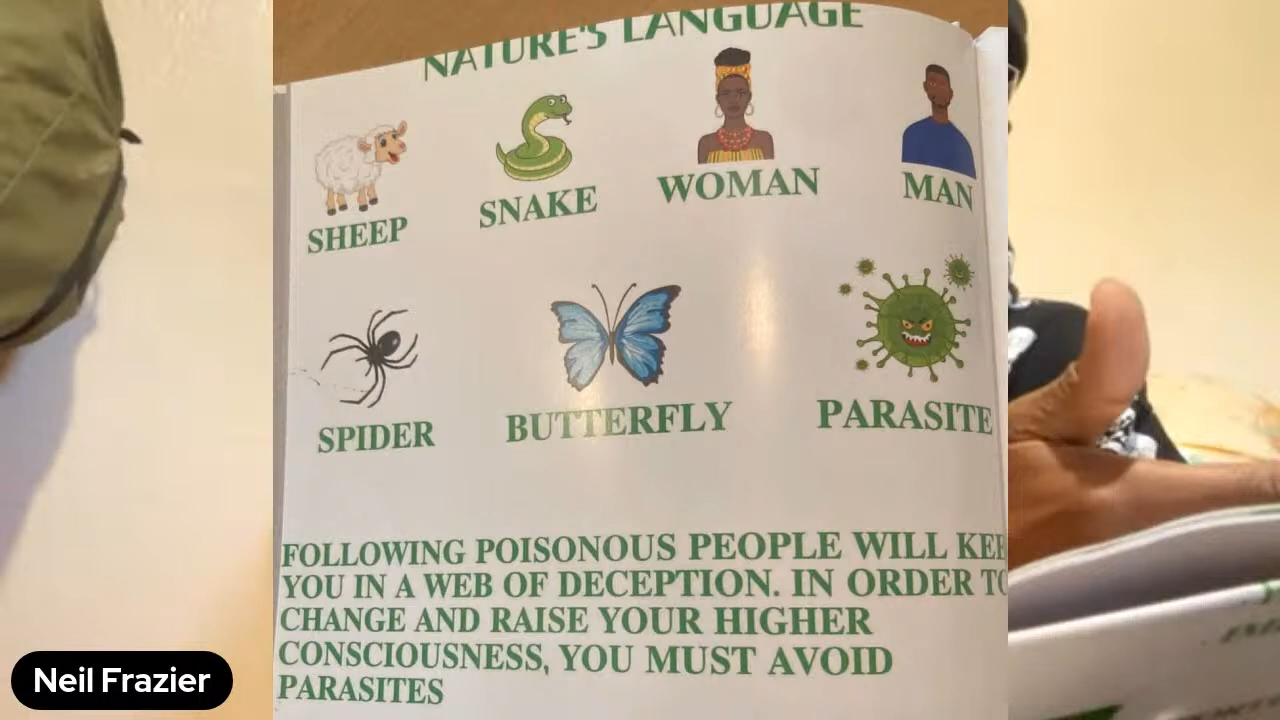 NATURE'S LANGUAGE
SHEEP
SNAKE
WOMAN
MAN
SPIDER
BUTTERFLY
PARASITE
FOLLOWING POISONOUS PEOPLE WILL
YOU IN A WEB OF DECEPTION. IN ORDER TO
CHANGE AND RAISE YOUR HIGHER
CONSCIOUSNESS, YOU MUST AVOID
PARASITES
Neil Frazier